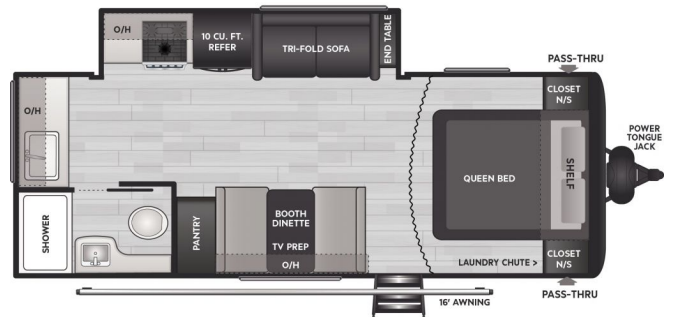 O/H
10 CU. FT.
REFER
TRI-FOLD SOFA
END TABLE
PASS-THRU
CLOSET
N/S
O/H
POWER
TONGUE
JACK
QUEEN BED
SHELF
SHOWER
PANTRY
BOOTH
DINETTE
TV PREP
O/H
LAUNDRY CHUTE >
CLOSET
N/S
PASS-THRU
16' AWNING